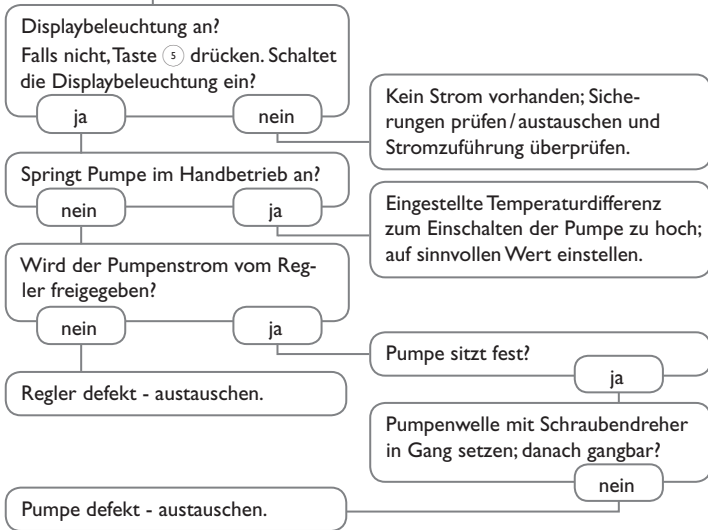 Displaybeleuchtung an?
Falls nicht, Taste 5 drücken. Schaltet
die Displaybeleuchtung ein?
ja
nein
Kein Strom vorhanden; Siche-
rungen prüfen / austauschen und
Stromzuführung überprüfen.
Springt Pumpe im Handbetrieb an?
nein
ja
Eingestellte Temperaturdifferenz
zum Einschalten der Pumpe zu hoch;
auf sinnvollen Wert einstellen.
Wird der Pumpenstrom vom Reg-
ler freigegeben?
nein
ja
Pumpe sitzt fest?
ja
Regler defekt - austauschen.
Pumpenwelle mit Schraubendreher
in Gang setzen; danach gangbar?
nein
Pumpe defekt - austauschen.